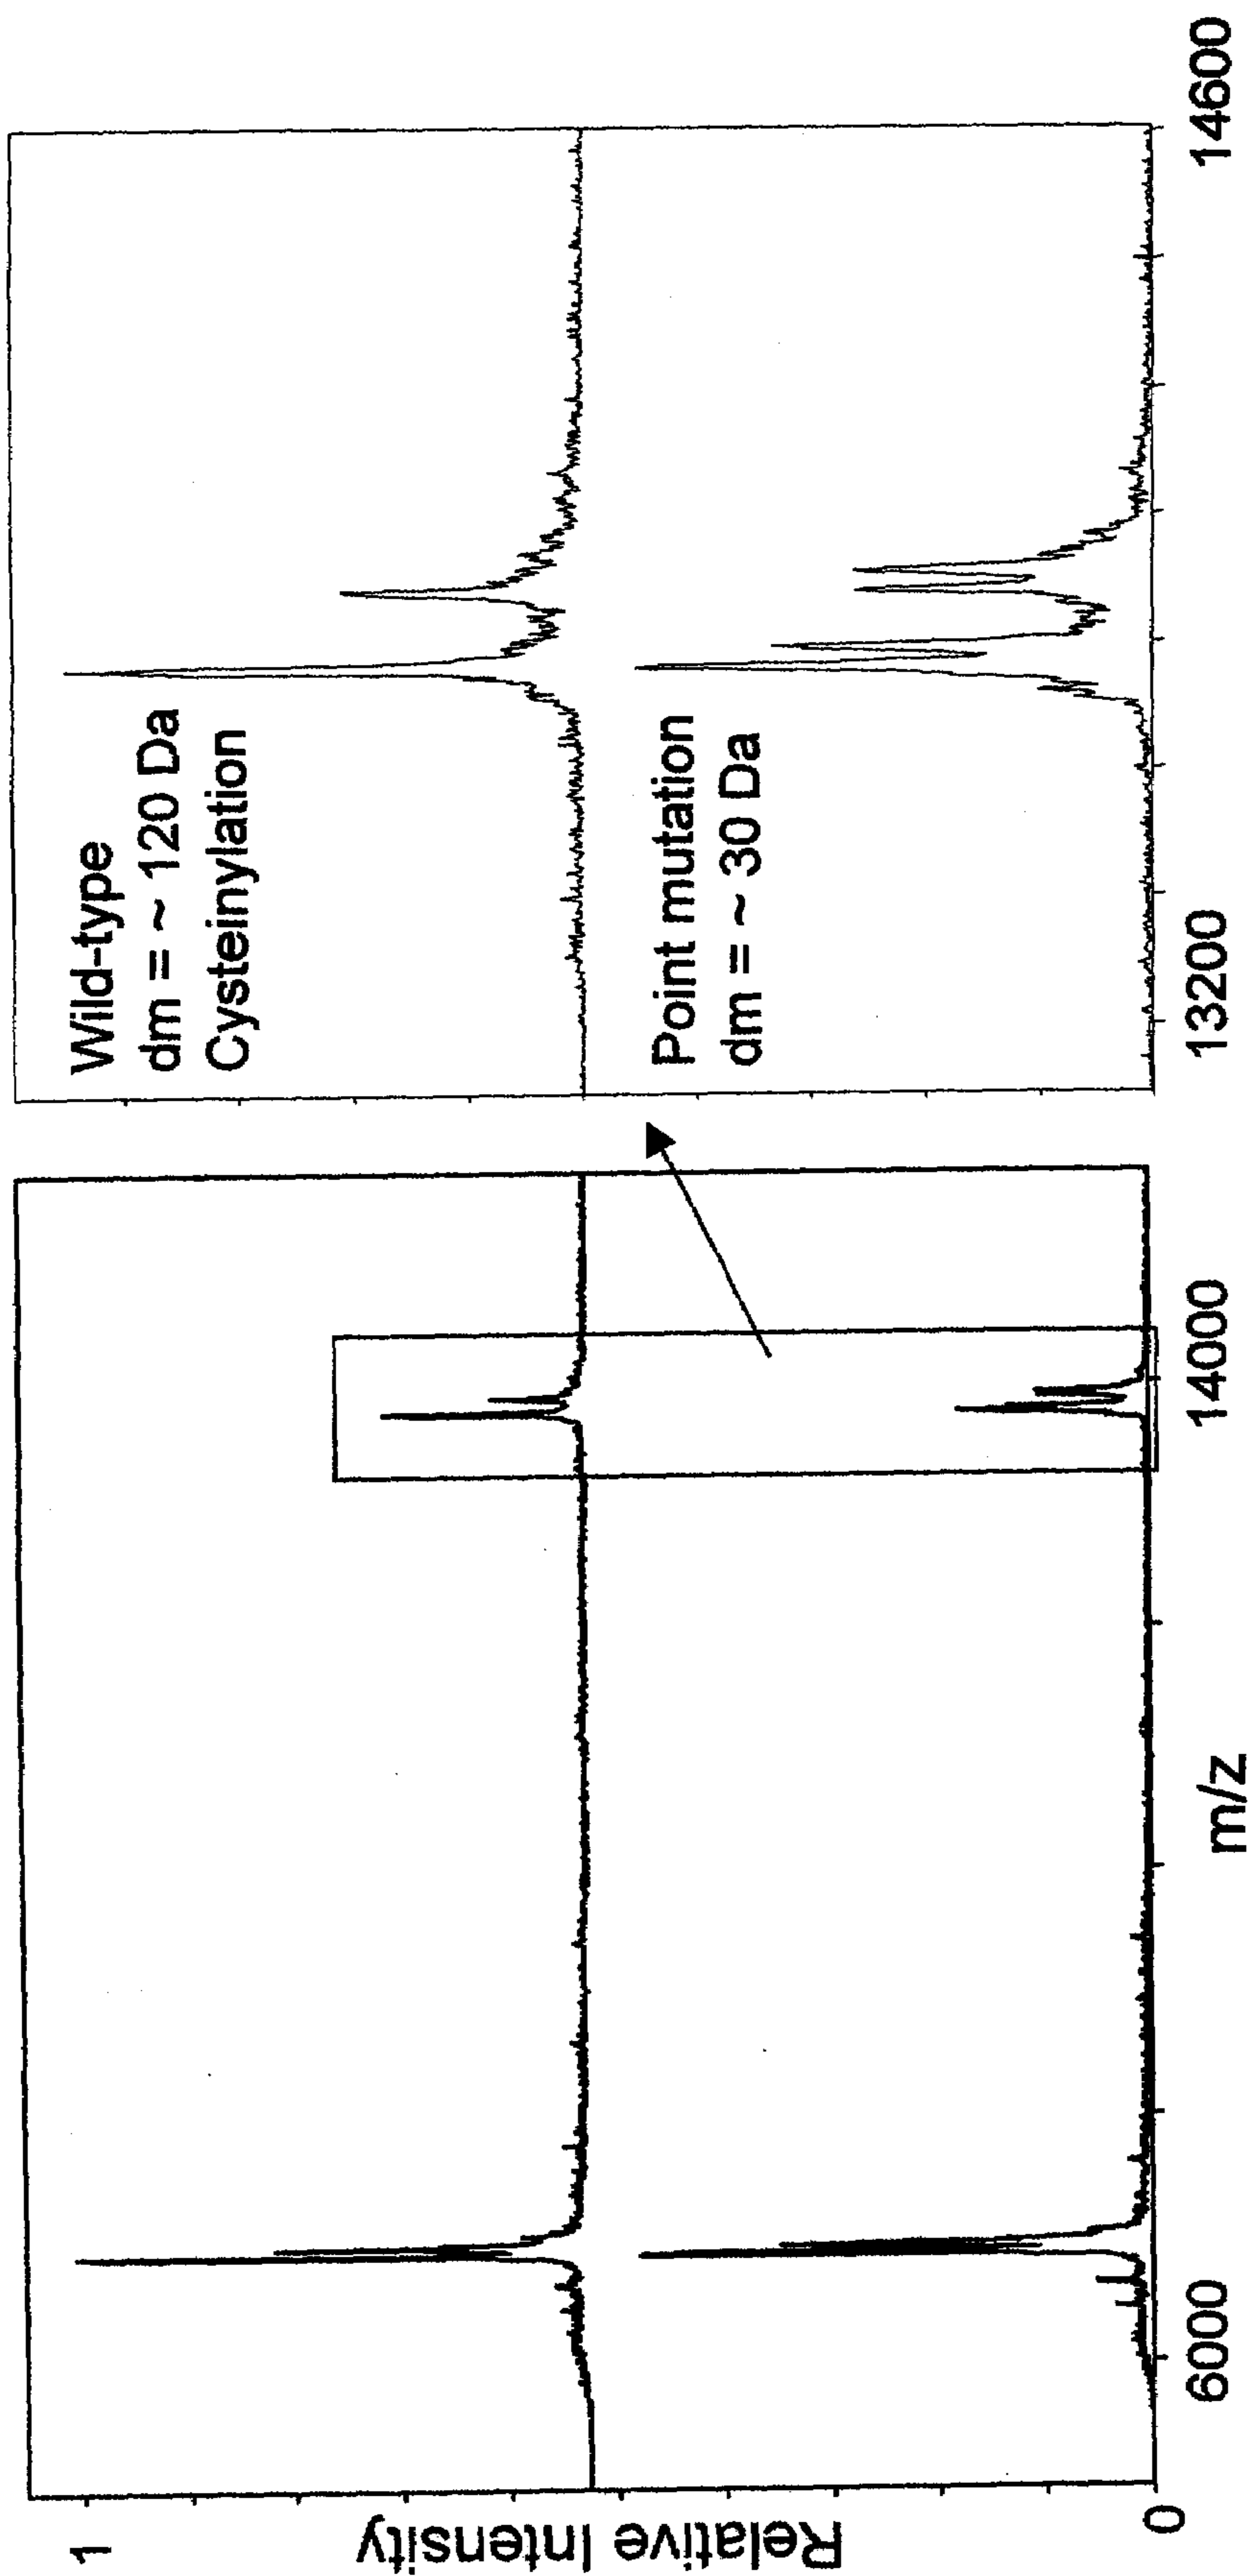 Relative Intensity
1
0
6000
14000
m/z
Wild-type
dm = ~ 120 Da
Cysteinylation
Point mutation
dm = ~ 30 Da
13200
14600